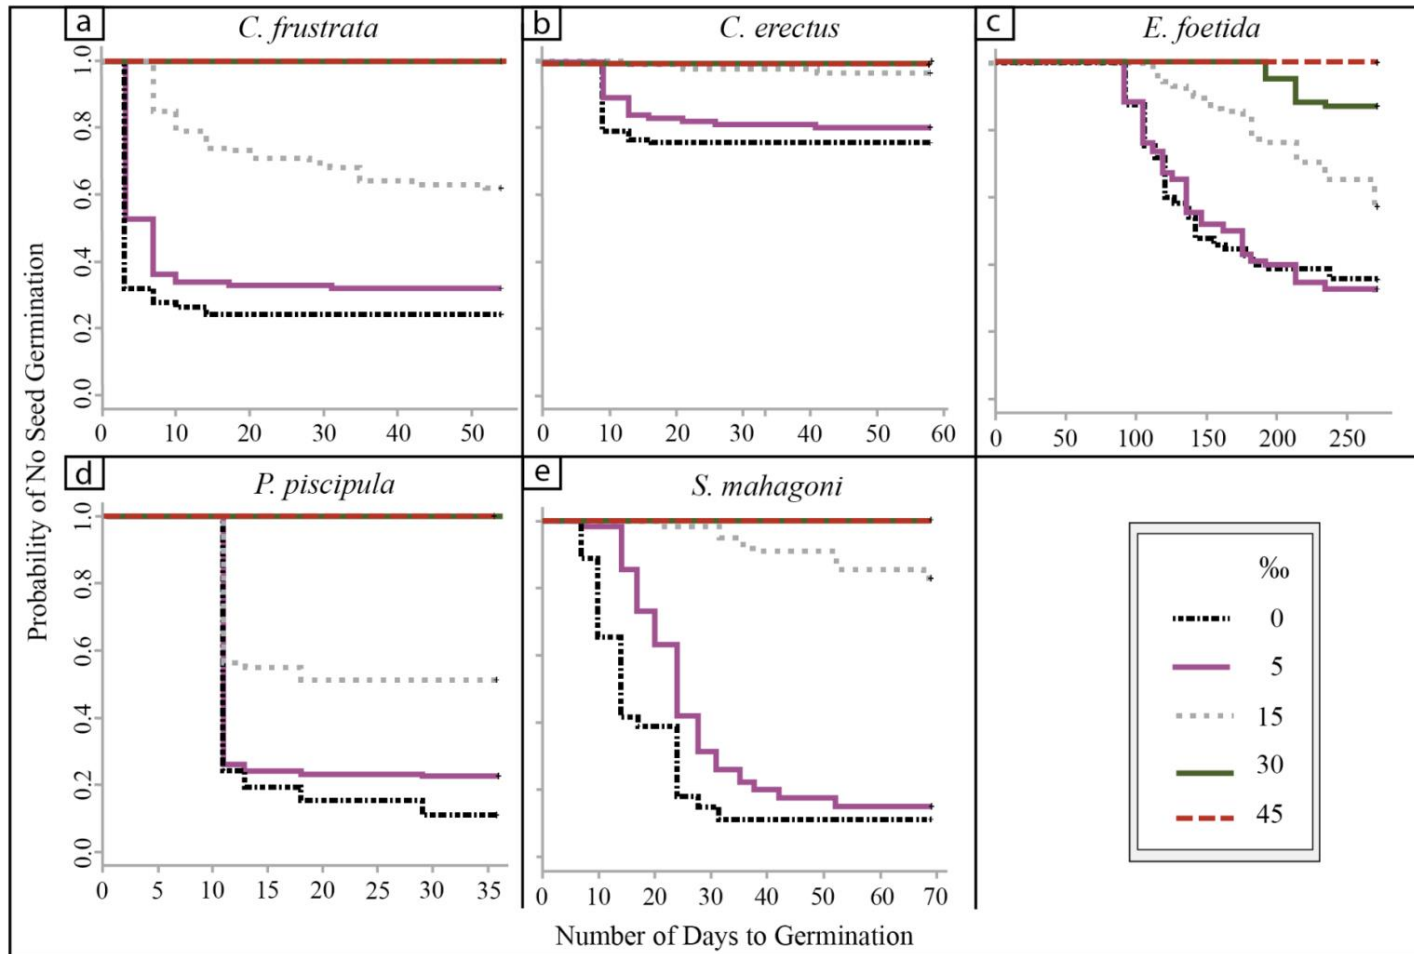 a
C. frustrata
b
C. erectus
c
E. foetida
1.0
0.8
0.6
0.4
0.2
0.0
0 10 20 30 40 50
0 10 20 30 40 50 60
0 50 100 150 200 250
Probability of No Seed Germination
d
P. piscipula
e
S. mahagoni
1.0
0.8
0.6
0.4
0.2
0.0
0 5 10 15 20 25 30 35
0 10 20 30 40 50 60 70
Number of Days to Germination
‰
0
5
15
30
45